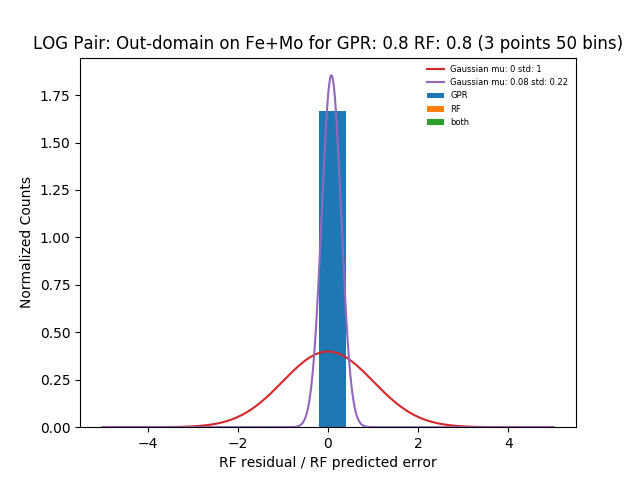 LOG Pair: Out-domain on Fe+Mo for GPR: 0.8 RF: 0.8 (3 points 50 bins)
Gaussian mu: 0 std: 1
Gaussian mu: 0.08 std: 0.22
GPR
RF
both
Normalized Counts
1.75
1.50
1.25
1.00
0.75
0.50
0.25
0.00
−4
−2
0
2
4
RF residual / RF predicted error